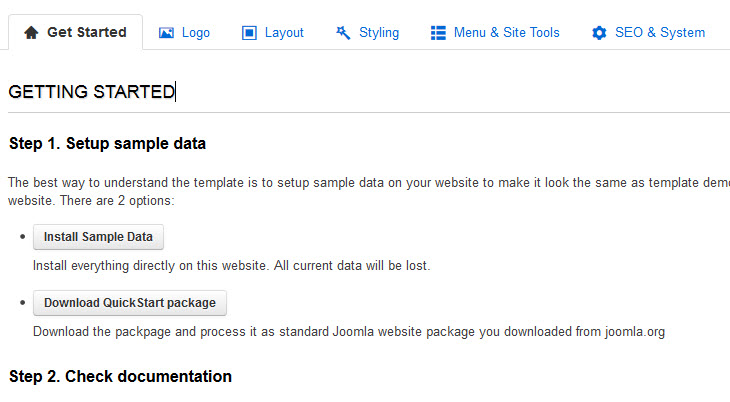 Get Started Logo Layout Styling Menu & Site Tools SEO & System
GETTING STARTED
Step 1. Setup sample data
The best way to understand the template is to setup sample data on your website to make it look the same as template
website. There are 2 options:
Install Sample Data
Install everything directly on this website. All current data will be lost.
Download QuickStart package
Download the packpage and process it as standard Joomla website package you downloaded from joomla.org
Step 2. Check documentation